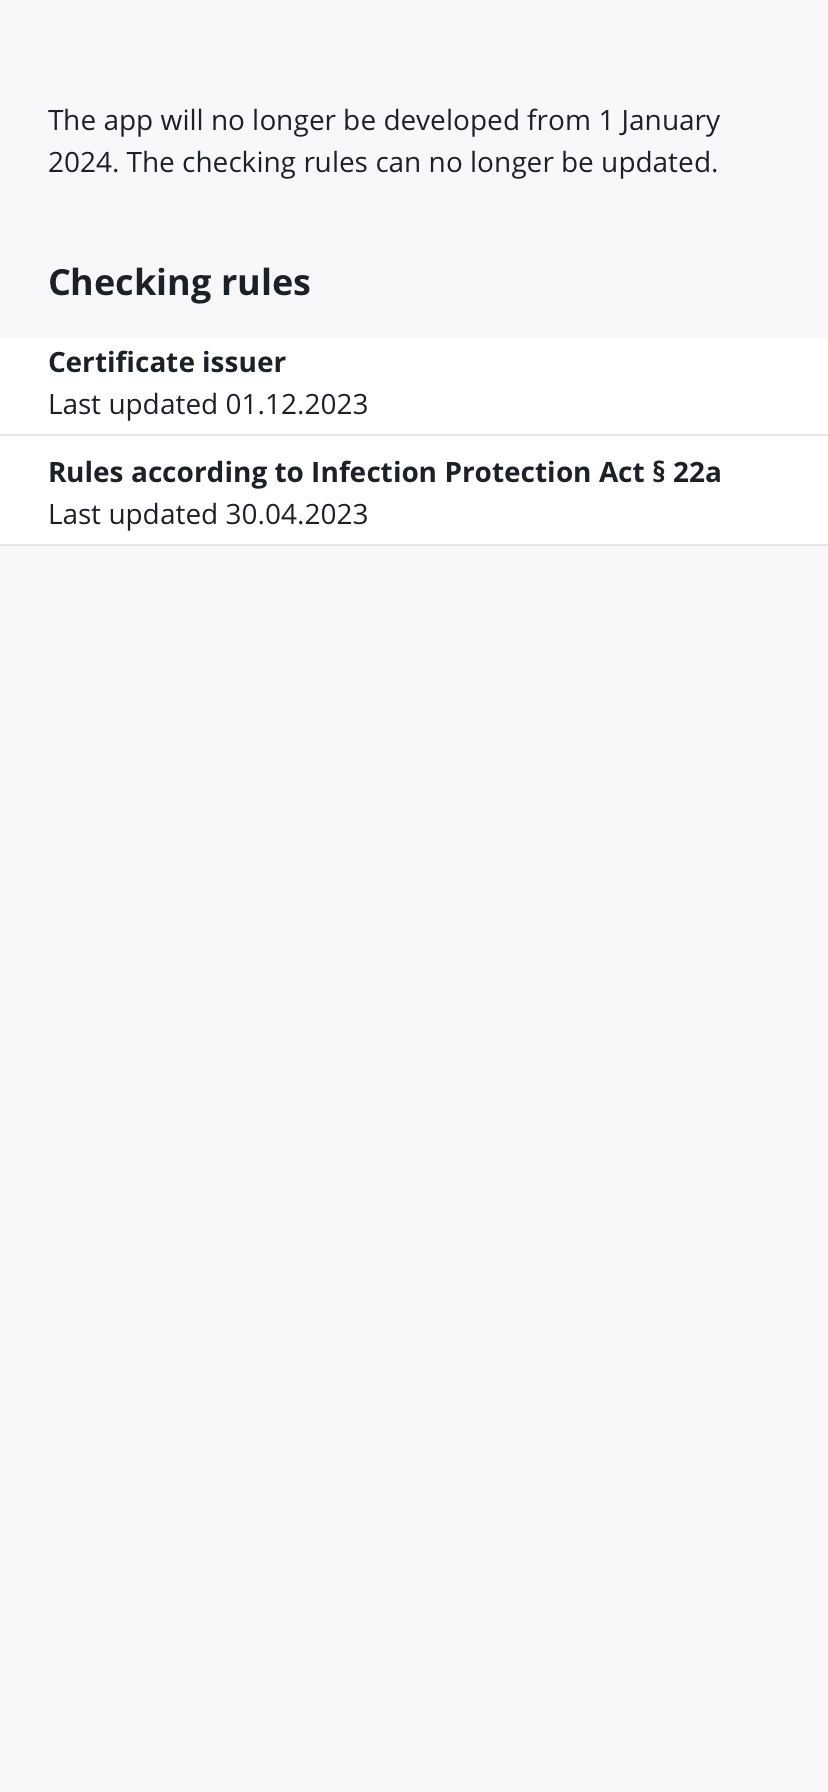 The app will no longer be developed from 1 January
2024. The checking rules can no longer be updated.
Checking rules
Certificate issuer
Last updated 01.12.2023
Rules according to Infection Protection Act § 22a
Last updated 30.04.2023